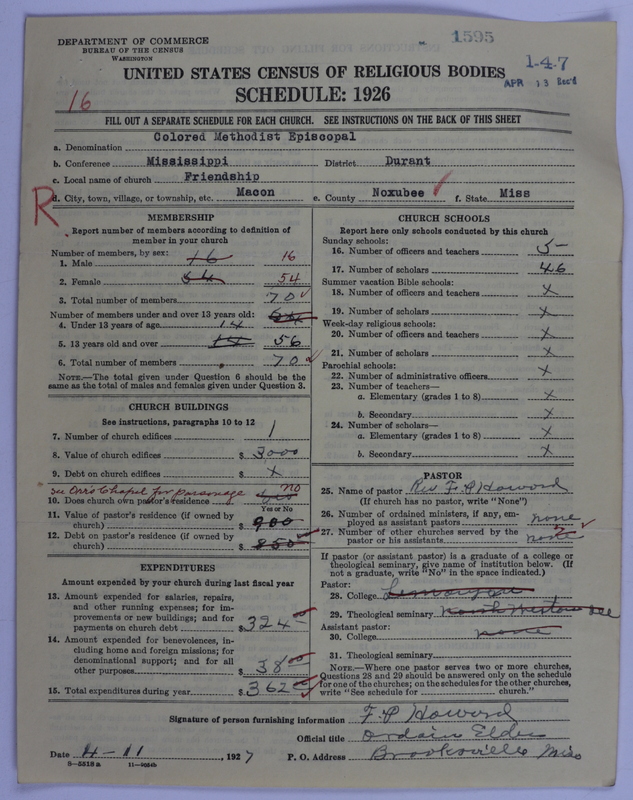 1595
DEPARTMENT OF COMMERCE
BUREAU OF THE CENSUS
WASHINGTON
1-4-7
APR 13 Rec'd
UNITED STATES CENSUS OF RELIGIOUS BODIES
16
SCHEDULE: 1926
FILL OUT A SEPARATE SCHEDULE FOR EACH CHURCH. SEE INSTRUCTIONS ON THE BACK OF THIS SHEET
a. Denomination Colored Methodist Episcopal
b. Conference Mississippi District Durant
c. Local name of church Friendship
R
d. City, town, village, or township, etc. Macon e. County Noxubee f. State Miss
MEMBERSHIP
Report number of members according to definition of
member in your church
Number of members, by sex:
1. Male 16 16
2. Female 54 54
3. Total number of members 70
Number of members under and over 13 years old:
4. Under 13 years of age 14
5. 13 years old and over 14 56
6. Total number of members 70
NOTE.—The total given under Question 6 should be
same as the total of males and females given under Question 3.
CHURCH BUILDINGS
See instructions, paragraphs 10 to 12
7. Number of church edifices 1
8. Value of church edifices $ 3000
9. Debt on church edifices $ X
see Orrs Chapel for parsonage no
10. Does church own pastor's residence yes
Yes or No
11. Value of pastor's residence (if owned by
church) $ 900
12. Debt on pastor's residence (if owned by
church) $ 850
EXPENDITURES
Amount expended by your church during last fiscal year
13. Amount expended for salaries, repairs,
and other running expenses; for im-
provements or new buildings; and for
payments on church debt $ 324
14. Amount expended for benevolences, in-
cluding home and foreign missions; for
denominational support; and for all
other purposes $ 38 00
15. Total expenditures during year $ 362
CHURCH SCHOOLS
Report here only schools conducted by this church
Sunday schools:
16. Number of officers and teachers 5
17. Number of scholars 46
Summer vacation Bible schools:
18. Number of officers and teachers X
19. Number of scholars X
Week-day religious schools:
20. Number of officers and teachers X
21. Number of scholars X
Parochial schools:
22. Number of administrative officers X
23. Number of teachers—
a. Elementary (grades 1 to 8) X
b. Secondary X
24. Number of scholars—
a. Elementary (grades 1 to 8) X
b. Secondary X
PASTOR
25. Name of pastor Rev F. P Howord
(If church has no pastor, write "None")
26. Number of ordained ministers, if any, em-
ployed as assistant pastors none
27. Number of other churches served by the
pastor or his assistants none
If pastor (or assistant pastor) is a graduate of a college or
theological seminary, give name of institution below. (If
not a graduate, write "No" in the space indicated.)
Pastor:
28. College
29. Theological seminary
Assistant pastor:
30. College none
31. Theological seminary
NOTE.—Where one pastor serves two or more churches,
Questions 28 and 29 should be answered only on the schedule
for one of the churches; on the schedules for the other churches,
write "See schedule for church."
Signature of person furnishing information F. P Howord
Official title Ordain Elder
Date 4-11, 1927 P. O. Address Brooksville Miss
8—5518a 11—9064b